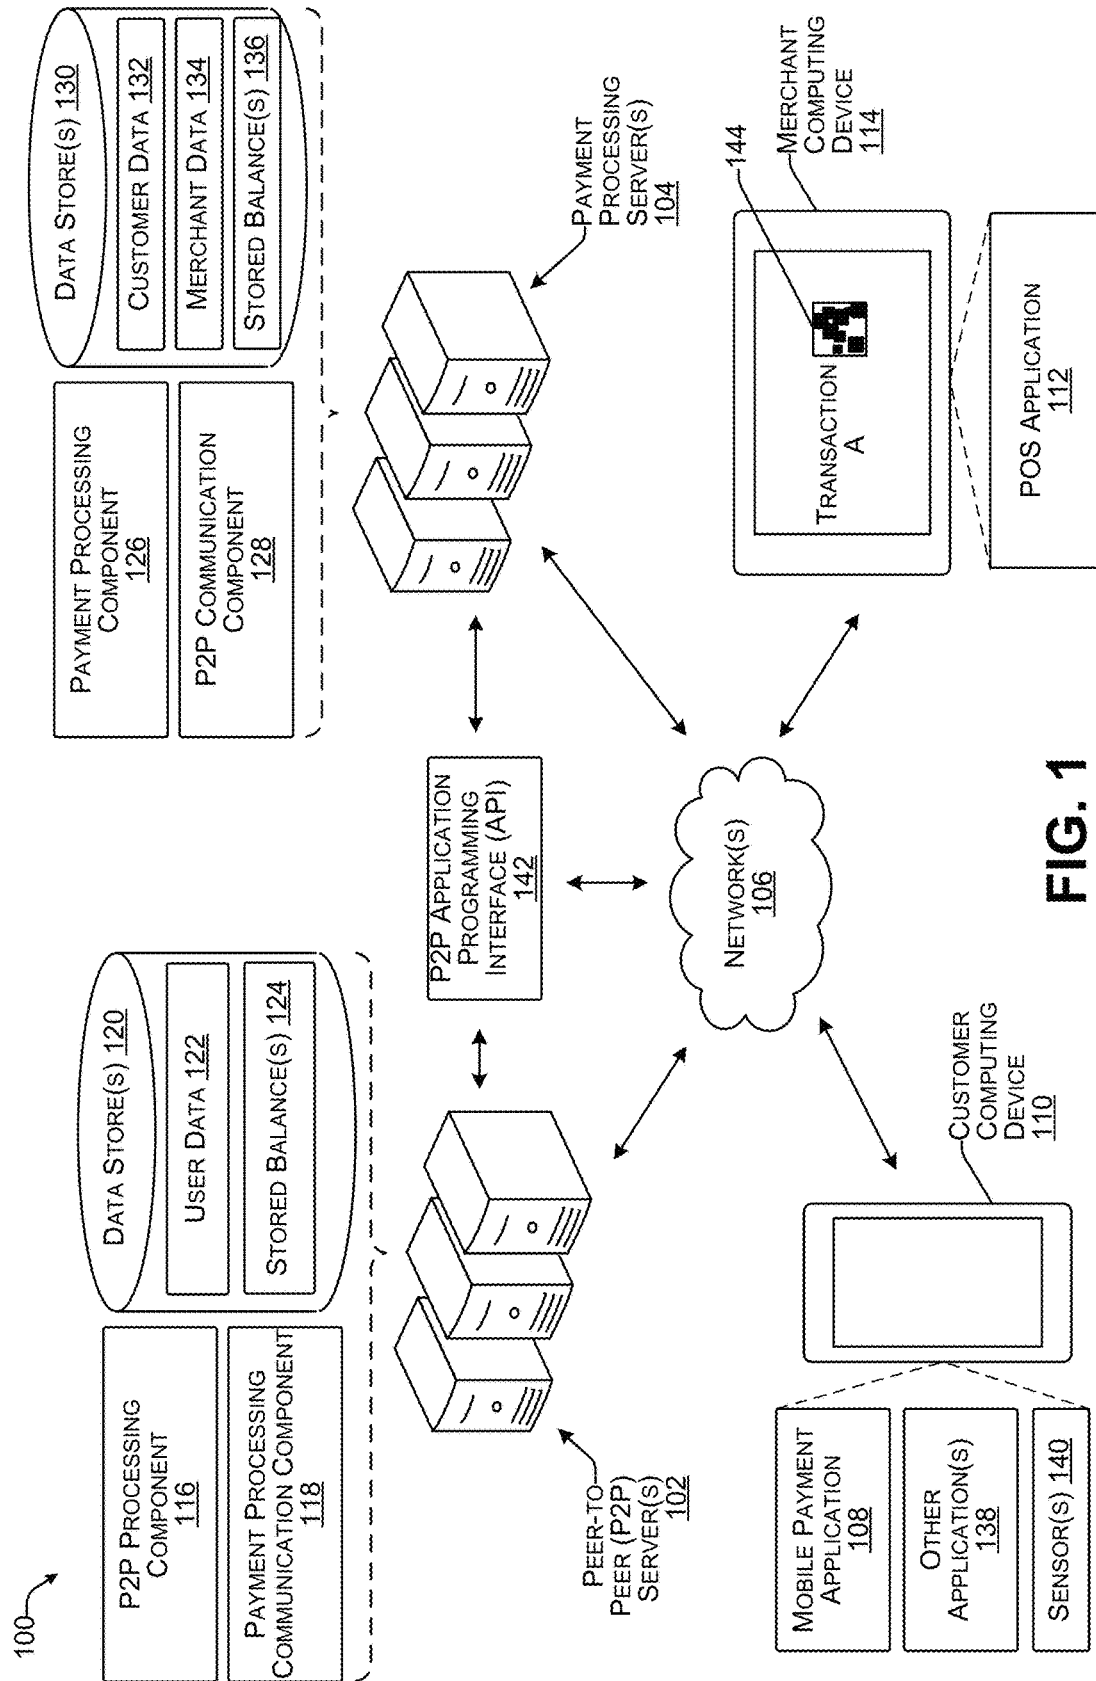 100
P2P PROCESSING
COMPONENT
116
PAYMENT PROCESSING
COMMUNICATION COMPONENT
118
DATA STORE(S) 120
USER DATA 122
STORED BALANCE(S) 124
PAYMENT PROCESSING
COMPONENT
126
P2P COMMUNICATION
COMPONENT
128
DATA STORE(S) 130
CUSTOMER DATA 132
MERCHANT DATA 134
STORED BALANCE(S) 136
PEER-TO
PEER (P2P)
SERVER(S)
102
P2P APPLICATION
PROGRAMMING
INTERFACE (API)
142
PAYMENT
PROCESSING
SERVER(S)
104
NETWORK(S)
106
MOBILE PAYMENT
APPLICATION
108
OTHER
APPLICATION(S)
138
SENSOR(S) 140
CUSTOMER
COMPUTING
DEVICE
110
TRANSACTION
A
144
MERCHANT
COMPUTING
DEVICE
114
POS APPLICATION
112
FIG. 1